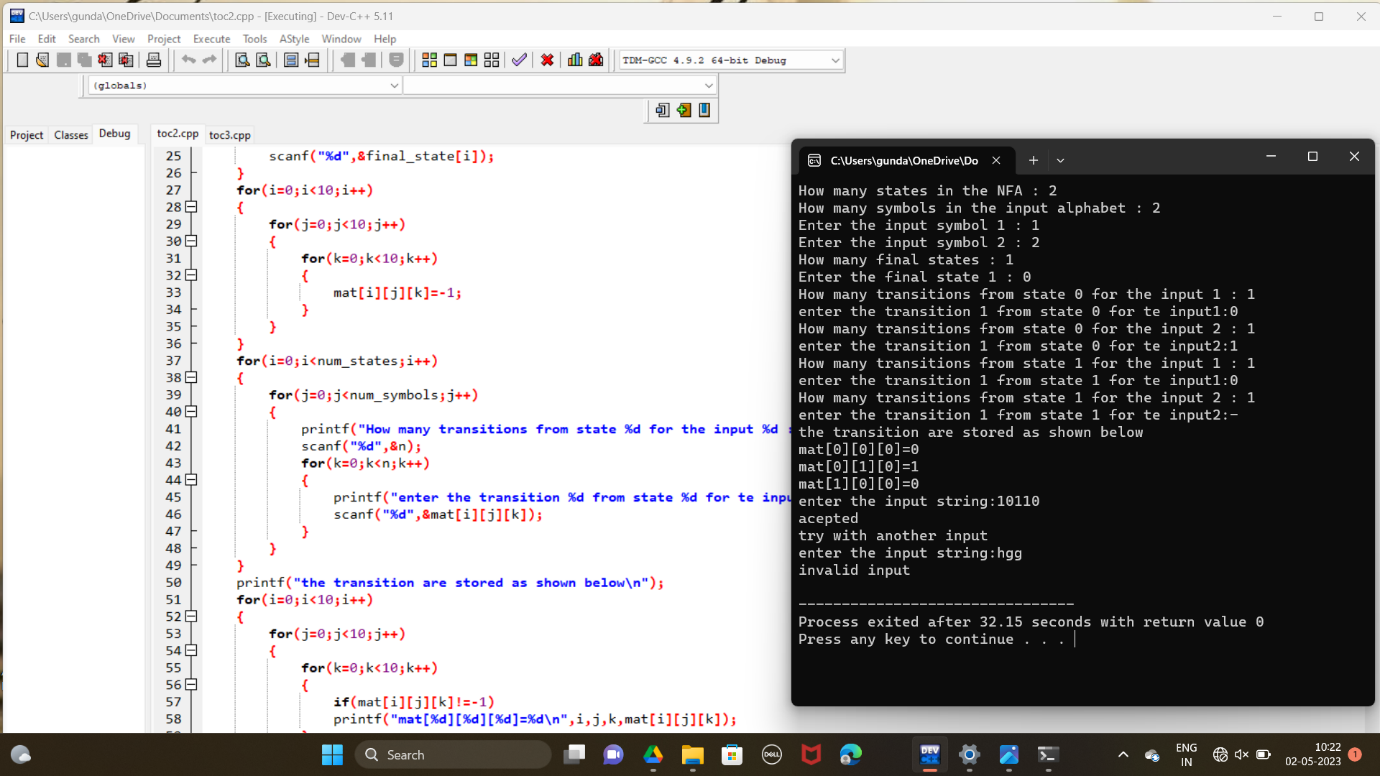 C:\Users\gunda\OneDrive\Documents\toc2.cpp - [Executing] - Dev-C++ 5.11
File Edit Search View Project Execute Tools AStyle Window Help
TDM-GCC 4.9.2 64-bit Debug
(globals)
Project Classes Debug toc2.cpp toc3.cpp
25 scanf("%d",&final_state[i]);
26 }
27 for(i=0;i<10;i++)
28 {
29 for(j=0;j<10;j++)
30 {
31 for(k=0;k<10;k++)
32 {
33 mat[i][j][k]=-1;
34 }
35 }
36 }
37 for(i=0;i<num_states;i++)
38 {
39 for(j=0;j<num_symbols;j++)
40 {
41 printf("How many transitions from state %d for the input %d
42 scanf("%d",&n);
43 for(k=0;k<n;k++)
44 {
45 printf("enter the transition %d from state %d for te inpu
46 scanf("%d",&mat[i][j][k]);
47 }
48 }
49 }
50 printf("the transition are stored as shown below\n");
51 for(i=0;i<10;i++)
52 {
53 for(j=0;j<10;j++)
54 {
55 for(k=0;k<10;k++)
56 {
57 if(mat[i][j][k]!=-1)
58 printf("mat[%d][%d][%d]=%d\n",i,j,k,mat[i][j][k]);
C:\Users\gunda\OneDrive\Do
How many states in the NFA : 2
How many symbols in the input alphabet : 2
Enter the input symbol 1 : 1
Enter the input symbol 2 : 2
How many final states : 1
Enter the final state 1 : 0
How many transitions from state 0 for the input 1 : 1
enter the transition 1 from state 0 for te input1:0
How many transitions from state 0 for the input 2 : 1
enter the transition 1 from state 0 for te input2:1
How many transitions from state 1 for the input 1 : 1
enter the transition 1 from state 1 for te input1:0
How many transitions from state 1 for the input 2 : 1
enter the transition 1 from state 1 for te input2:-
the transition are stored as shown below
mat[0][0][0]=0
mat[0][1][0]=1
mat[1][0][0]=0
enter the input string:10110
acepted
try with another input
enter the input string:hgg
invalid input
--------------------------------
Process exited after 32.15 seconds with return value 0
Press any key to continue . . .
Search
DELL
DEV
ENG
IN
10:22
02-05-2023
1